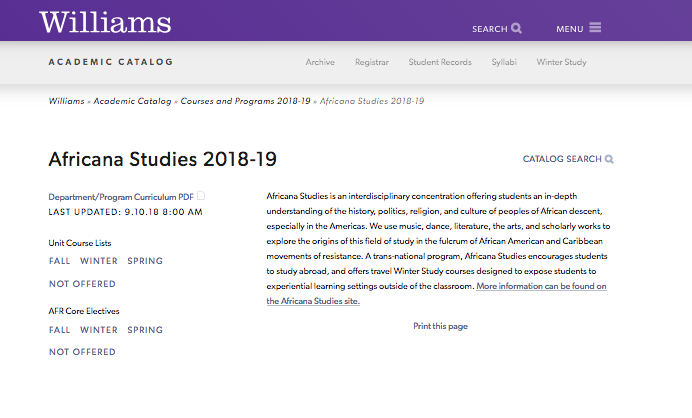 Williams
SEARCH MENU
ACADEMIC CATALOG Archive Registrar Student Records Syllabi Winter Study
Williams » Academic Catalog » Courses and Programs 2018-19 » Africana Studies 2018-19
Africana Studies 2018-19
CATALOG SEARCH
Department/Program Curriculum PDF
LAST UPDATED: 9.10.18 8:00 AM
Unit Course Lists
FALL WINTER SPRING
NOT OFFERED
AFR Core Electives
FALL WINTER SPRING
NOT OFFERED
Africana Studies is an interdisciplinary concentration offering students an in-depth
understanding of the history, politics, religion, and culture of peoples of African descent,
especially in the Americas. We use music, dance, literature, the arts, and scholarly works to
explore the origins of this field of study in the fulcrum of African American and Caribbean
movements of resistance. A trans-national program, Africana Studies encourages students
to study abroad, and offers travel Winter Study courses designed to expose students to
experiential learning settings outside of the classroom. More information can be found on
the Africana Studies site.
Print this page